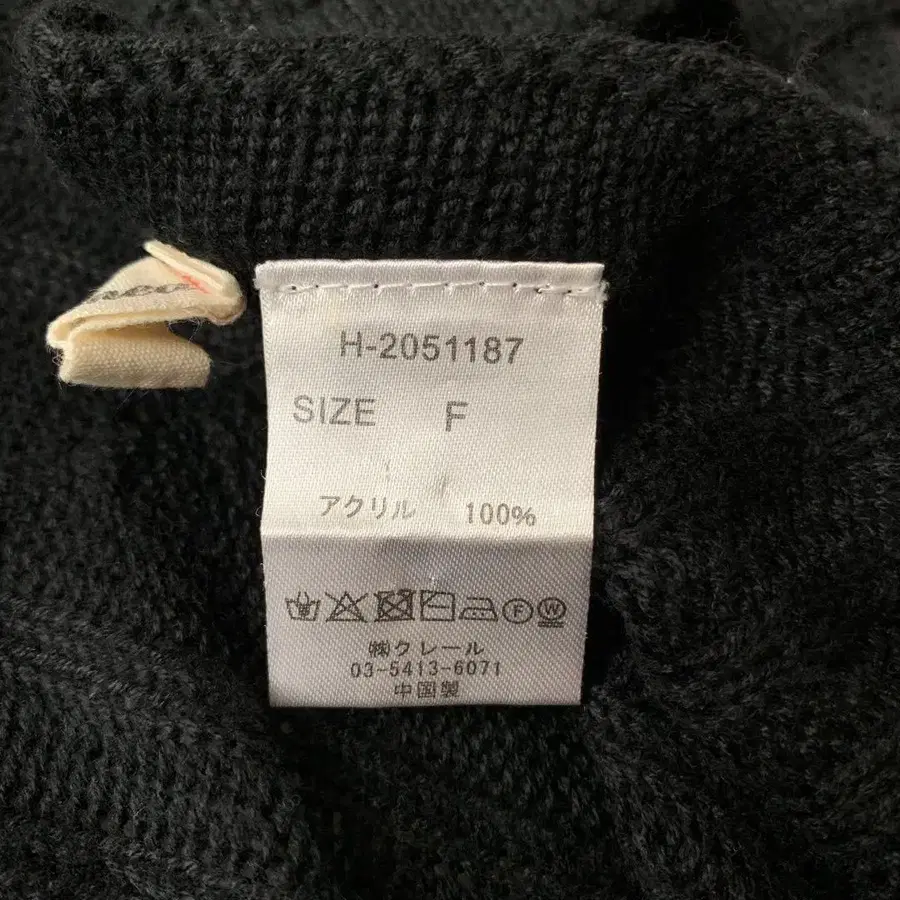 H-2051187
SIZE F
アクリル 100%
F W
㈱クレール
03-5413-6071
中国製